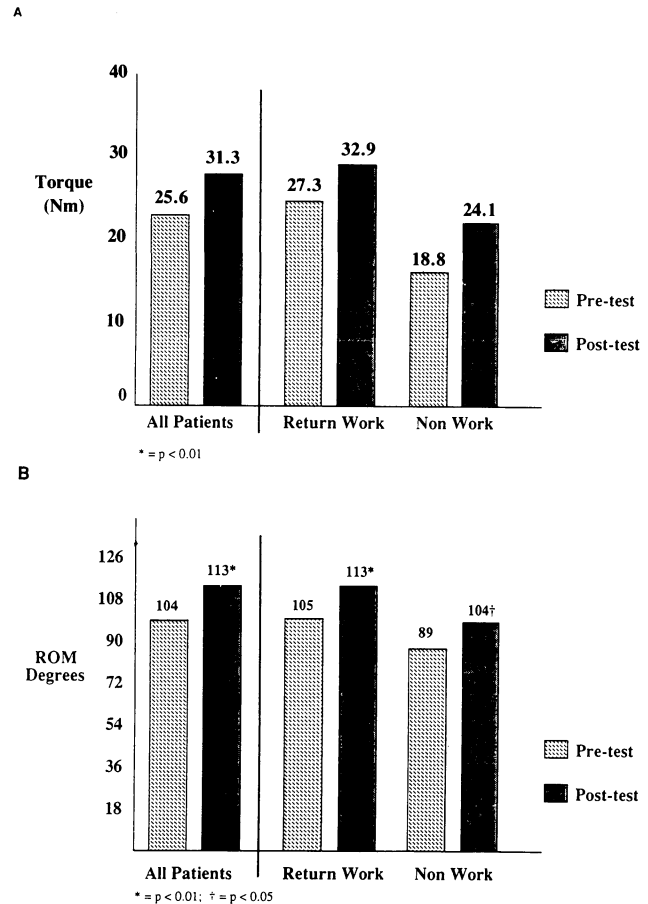 A
40
30
20
10
0
Torque
(Nm)
25.6
31.3
27.3
32.9
18.8
24.1
Pre-test
Post-test
All Patients
Return Work
Non Work
* = p < 0.01
B
126
108
90
72
54
36
18
ROM
Degrees
104
113*
105
113*
89
104†
Pre-test
Post-test
All Patients
Return Work
Non Work
* = p < 0.01; † = p < 0.05